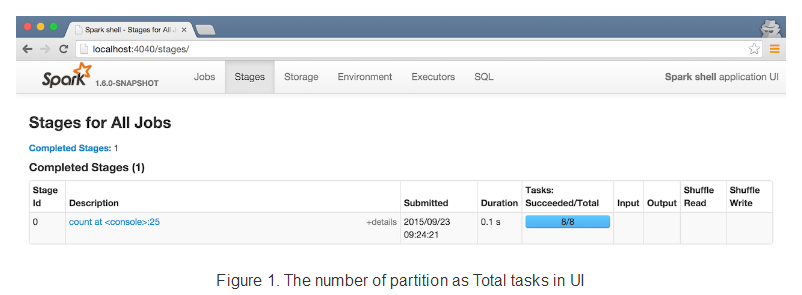 Spark shell - Stages for All J
localhost:4040/stages/
Spark 1.6.0-SNAPSHOT Jobs Stages Storage Environment Executors SQL Spark shell application UI
Stages for All Jobs
Completed Stages: 1
Completed Stages (1)
Stage Id Description Submitted Duration Tasks: Succeeded/Total Input Output Shuffle Read Shuffle Write
0 count at <console>:25 +details 2015/09/23 09:24:21 0.1 s 8/8
Figure 1. The number of partition as Total tasks in UI